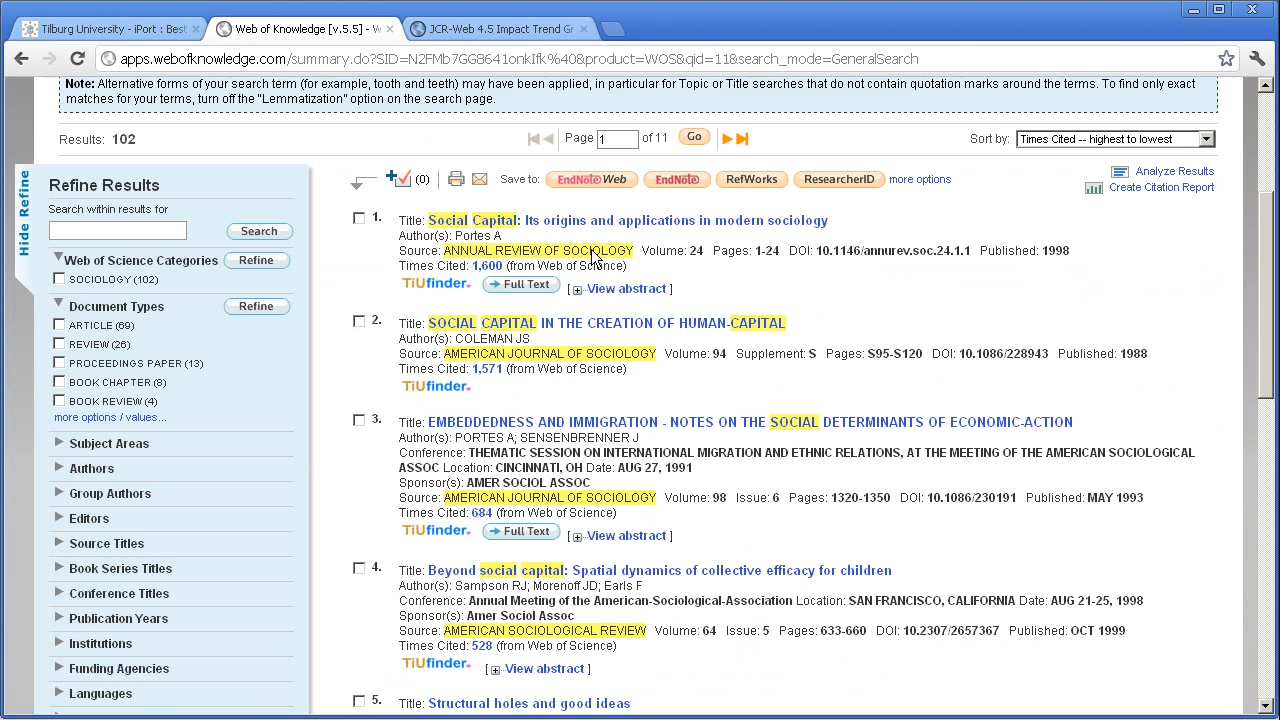 Tilburg University - iPort : Best
Web of Knowledge [v.5.5] - W
JCR-Web 4.5 Impact Trend Gr
Note: Alternative forms of your search term (for example, tooth and teeth) may have been applied, in particular for Topic or Title searches that do not contain quotation marks around the terms. To find only exact
matches for your terms, turn off the "Lemmatization" option on the search page.
Results: 102
Page 1 of 11 Go
Sort by: Times Cited -- highest to lowest
Hide Refine
Refine Results
Search within results for
Search
Web of Science Categories Refine
SOCIOLOGY (102)
Document Types Refine
ARTICLE (69)
REVIEW (26)
PROCEEDINGS PAPER (13)
BOOK CHAPTER (8)
BOOK REVIEW (4)
more options / values...
Subject Areas
Authors
Group Authors
Editors
Source Titles
Book Series Titles
Conference Titles
Publication Years
Institutions
Funding Agencies
Languages
(0) Save to: EndNote Web EndNote RefWorks ResearcherID more options
Analyze Results
Create Citation Report
1. Title: Social Capital: Its origins and applications in modern sociology
Author(s): Portes A
Source: ANNUAL REVIEW OF SOCIOLOGY Volume: 24 Pages: 1-24 DOI: 10.1146/annurev.soc.24.1.1 Published: 1998
Times Cited: 1,600 (from Web of Science)
TiUfinder. Full Text [ View abstract ]
2. Title: SOCIAL CAPITAL IN THE CREATION OF HUMAN-CAPITAL
Author(s): COLEMAN JS
Source: AMERICAN JOURNAL OF SOCIOLOGY Volume: 94 Supplement: S Pages: S95-S120 DOI: 10.1086/228943 Published: 1988
Times Cited: 1,571 (from Web of Science)
TiUfinder.
3. Title: EMBEDDEDNESS AND IMMIGRATION - NOTES ON THE SOCIAL DETERMINANTS OF ECONOMIC-ACTION
Author(s): PORTES A; SENSENBRENNER J
Conference: THEMATIC SESSION ON INTERNATIONAL MIGRATION AND ETHNIC RELATIONS, AT THE MEETING OF THE AMERICAN SOCIOLOGICAL
ASSOC Location: CINCINNATI, OH Date: AUG 27, 1991
Sponsor(s): AMER SOCIOL ASSOC
Source: AMERICAN JOURNAL OF SOCIOLOGY Volume: 98 Issue: 6 Pages: 1320-1350 DOI: 10.1086/230191 Published: MAY 1993
Times Cited: 684 (from Web of Science)
TiUfinder. Full Text [ View abstract ]
4. Title: Beyond social capital: Spatial dynamics of collective efficacy for children
Author(s): Sampson RJ; Morenoff JD; Earls F
Conference: Annual Meeting of the American-Sociological-Association Location: SAN FRANCISCO, CALIFORNIA Date: AUG 21-25, 1998
Sponsor(s): Amer Sociol Assoc
Source: AMERICAN SOCIOLOGICAL REVIEW Volume: 64 Issue: 5 Pages: 633-660 DOI: 10.2307/2657367 Published: OCT 1999
Times Cited: 528 (from Web of Science)
TiUfinder. [ View abstract ]
5. Title: Structural holes and good ideas